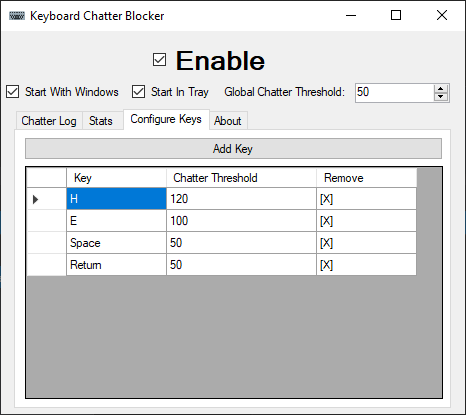 Keyboard Chatter Blocker
Enable
Start With Windows Start In Tray Global Chatter Threshold: 50
Chatter Log Stats Configure Keys About
Add Key
Key Chatter Threshold Remove
H 120 [X]
E 100 [X]
Space 50 [X]
Return 50 [X]